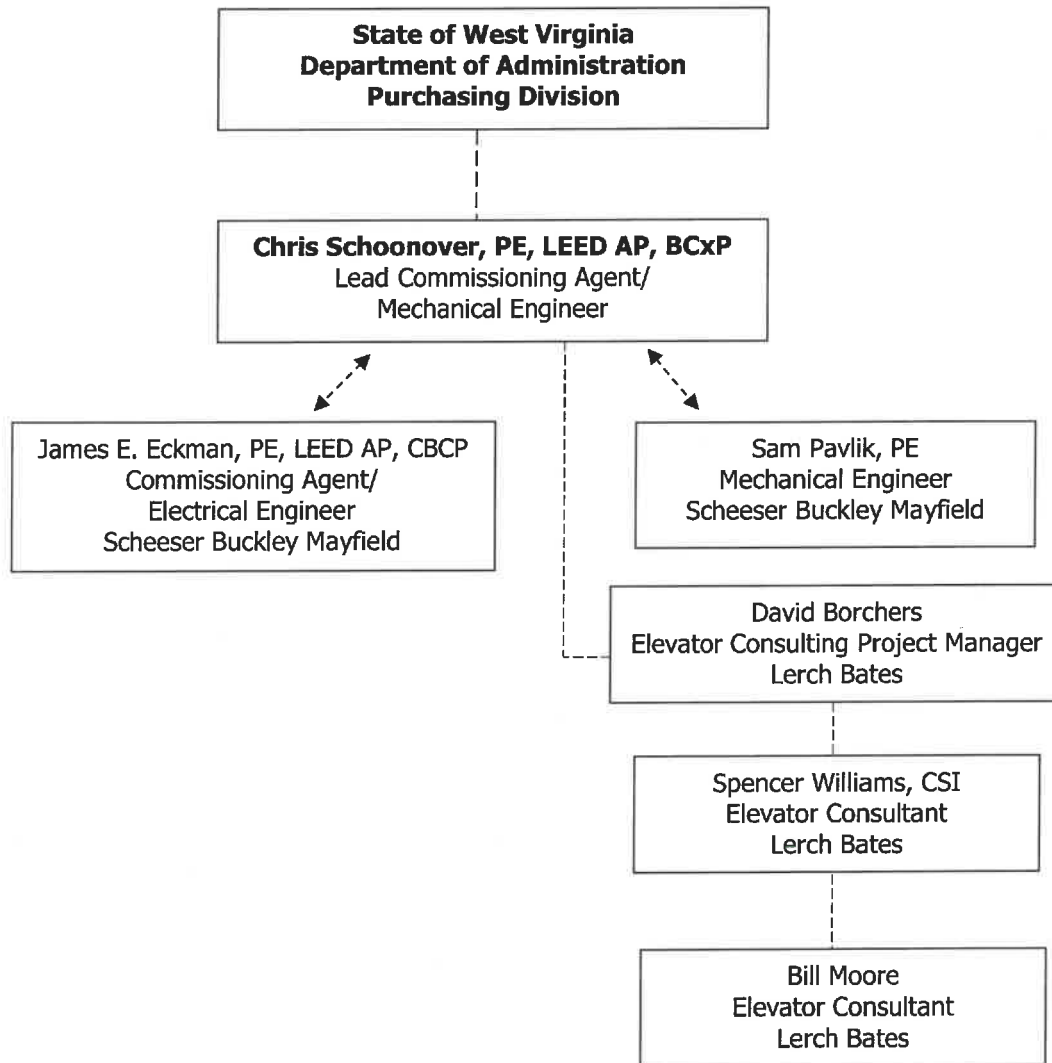 State of West Virginia
Department of Administration
Purchasing Division
Chris Schoonover, PE, LEED AP, BCxP
Lead Commissioning Agent/
Mechanical Engineer
James E. Eckman, PE, LEED AP, CBCP
Commissioning Agent/
Electrical Engineer
Scheeser Buckley Mayfield
Sam Pavlik, PE
Mechanical Engineer
Scheeser Buckley Mayfield
David Borchers
Elevator Consulting Project Manager
Lerch Bates
Spencer Williams, CSI
Elevator Consultant
Lerch Bates
Bill Moore
Elevator Consultant
Lerch Bates